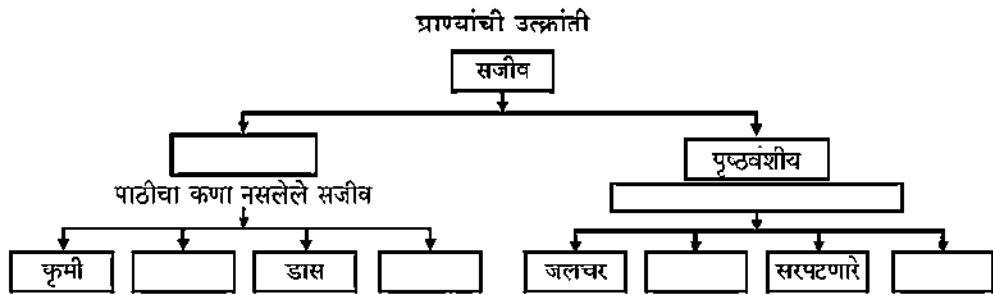 प्राण्यांची उत्क्रांती
सजीव
पृष्ठवंशीय
पाठीचा कणा नसलेले सजीव
कृमी
डास
जलचर
सरपटणारे